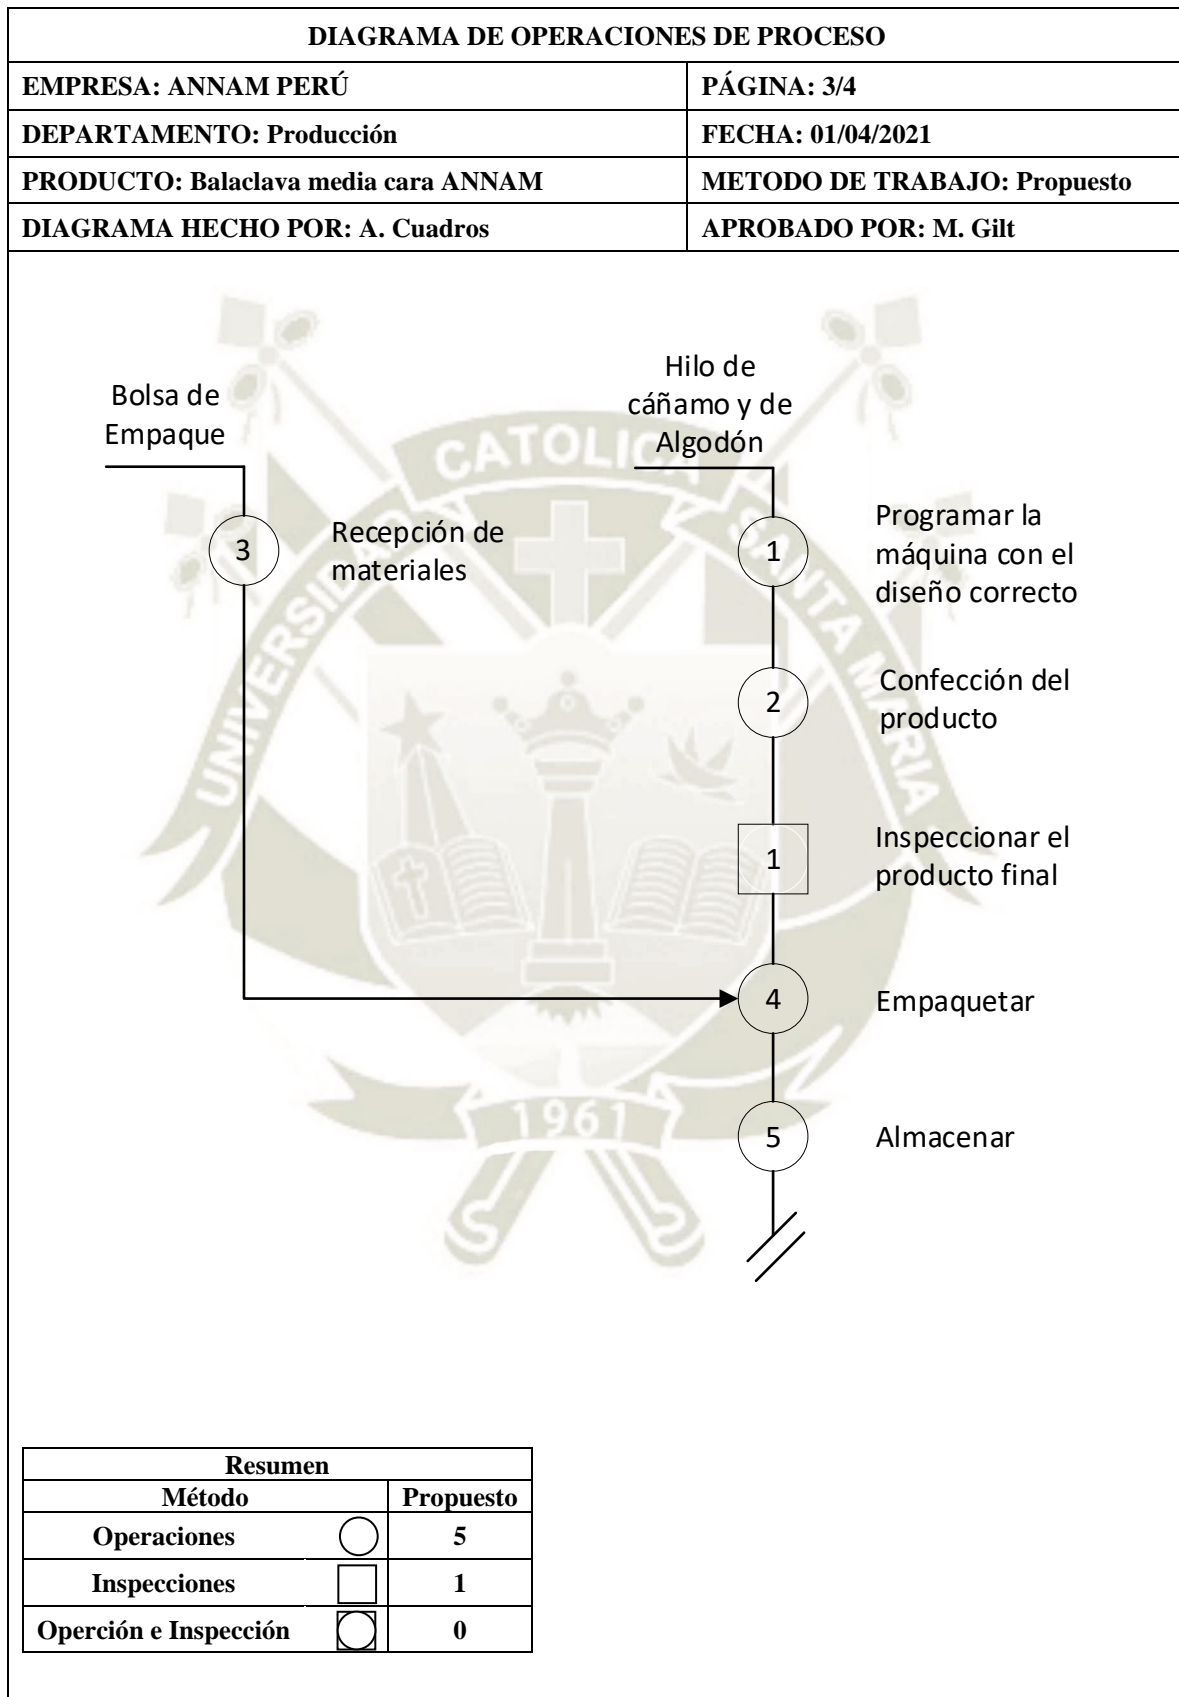 DIAGRAMA DE OPERACIONES DE PROCESO
EMPRESA: ANNAM PERÚ
PÁGINA: 3/4
DEPARTAMENTO: Producción
FECHA: 01/04/2021
PRODUCTO: Balaclava media cara ANNAM
METODO DE TRABAJO: Propuesto
DIAGRAMA HECHO POR: A. Cuadros
APROBADO POR: M. Gilt
Bolsa de
Empaque
Hilo de
cáñamo y de
Algodón
3
Recepción de
materiales
1
Programar la
máquina con el
diseño correcto
2
Confección del
producto
1
Inspeccionar el
producto final
4
Empaquetar
5
Almacenar
UNIVERSIDAD CATOLICA SANTA MARIA
1961
Resumen
Método Propuesto
Operaciones 5
Inspecciones 1
Operción e Inspección 0